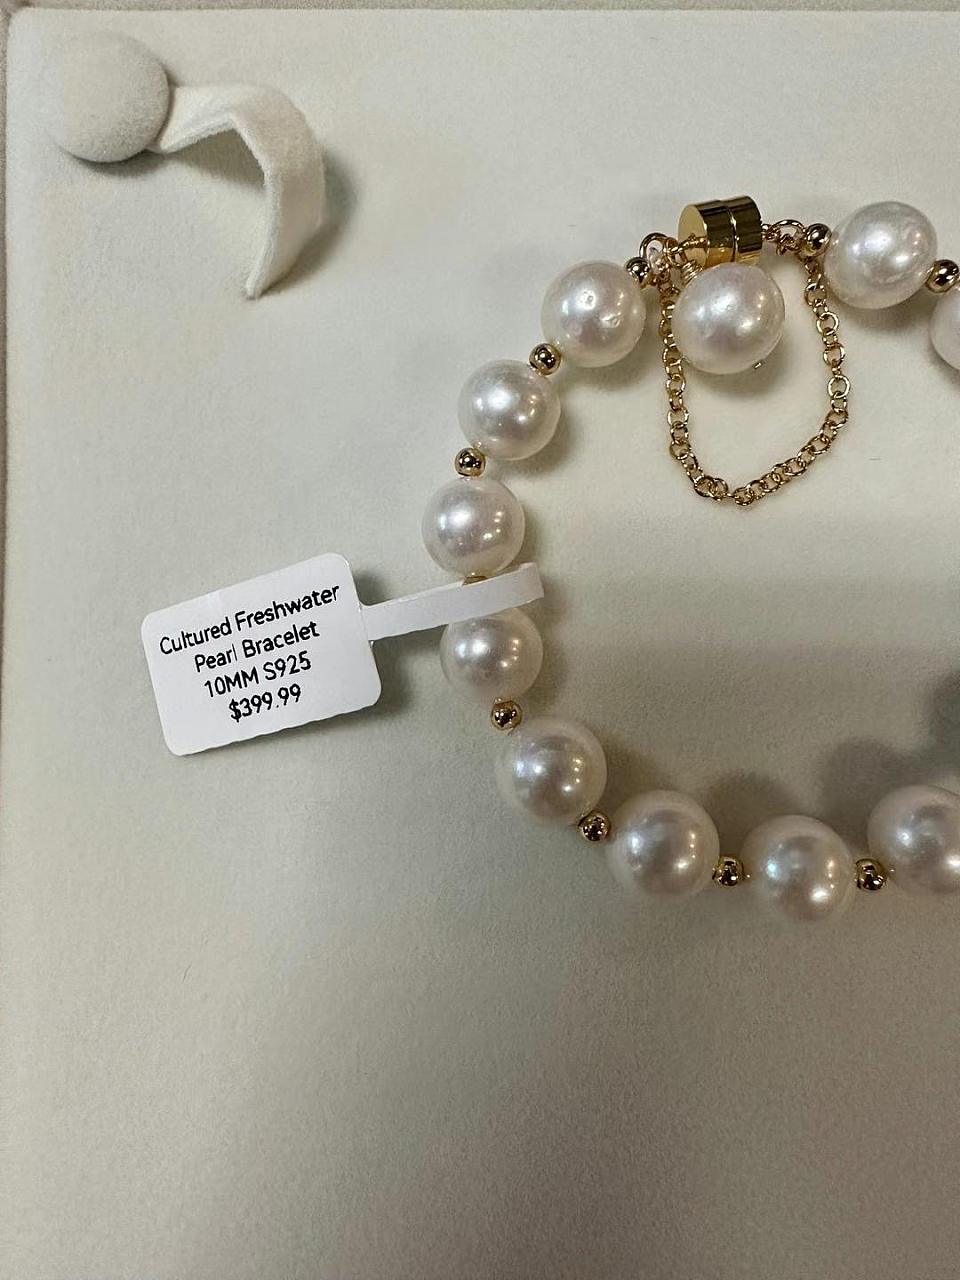 Cultured Freshwater
Pearl Bracelet
10MM S925
$399.99